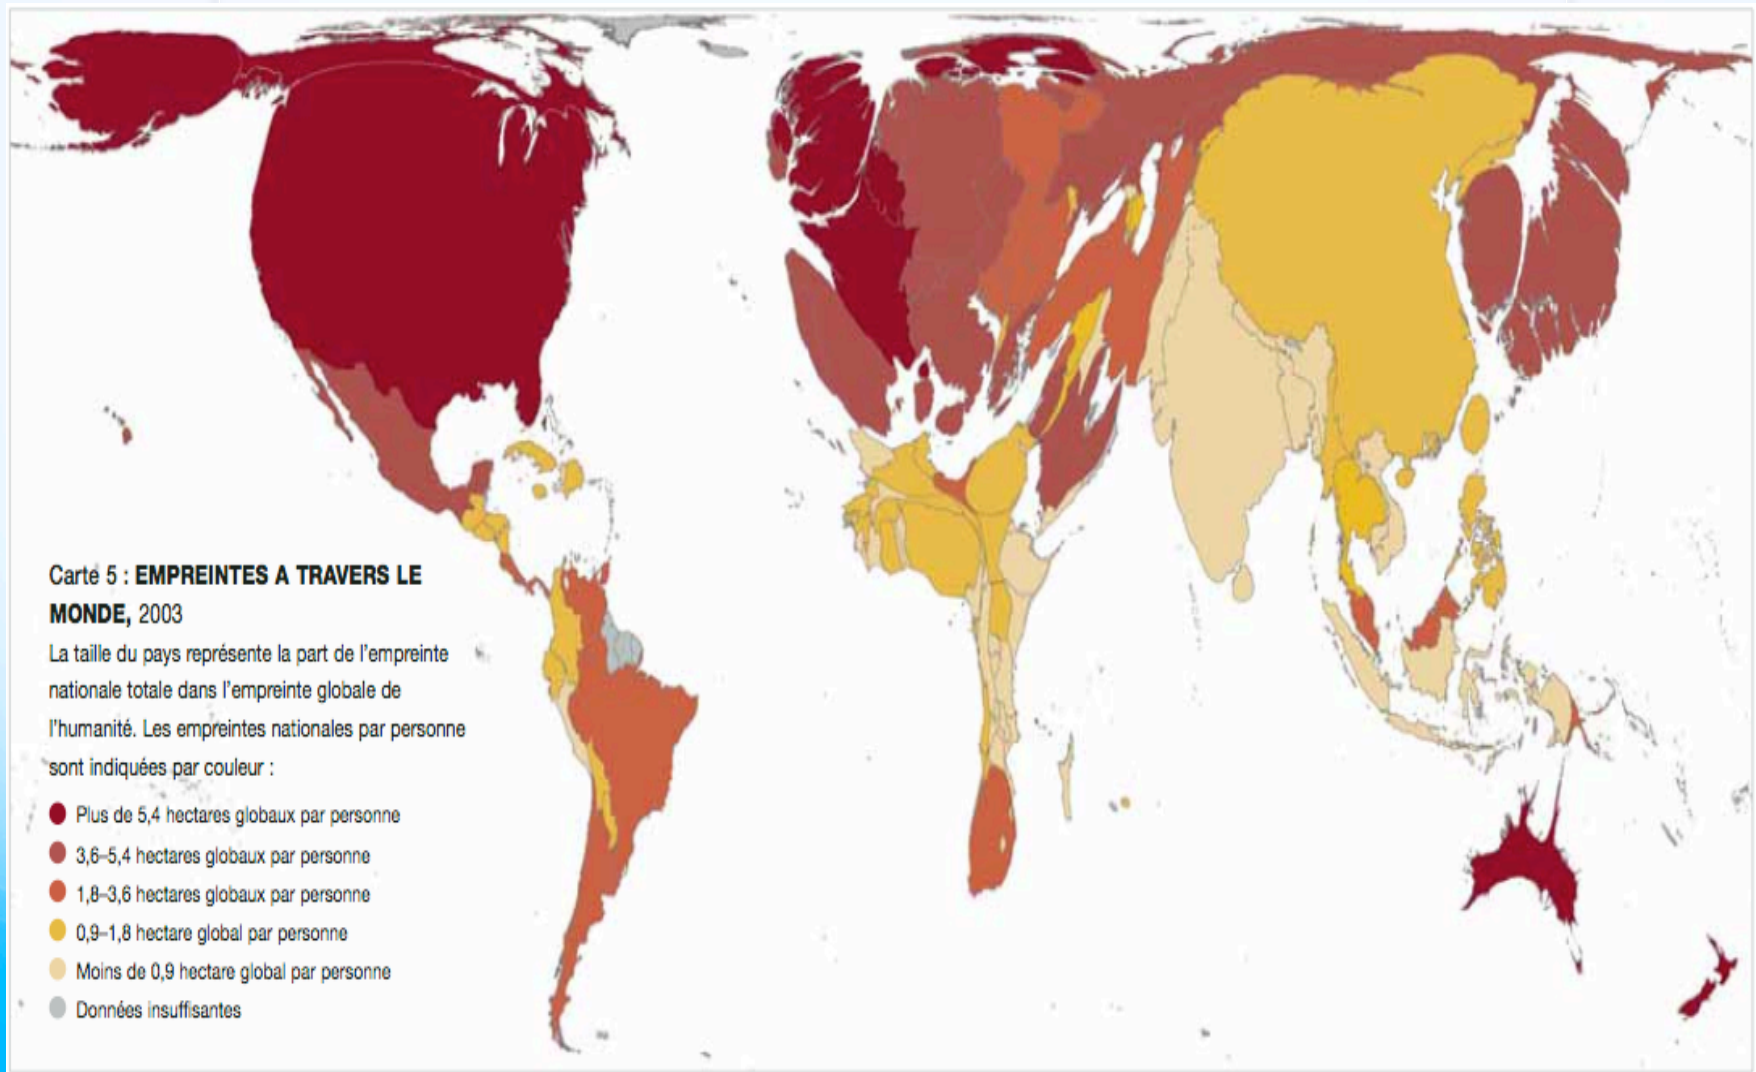 Carte 5 : EMPREINTES A TRAVERS LE
MONDE, 2003
La taille du pays représente la part de l'empreinte
nationale totale dans l'empreinte globale de
l'humanité. Les empreintes nationales par personne
sont indiquées par couleur :
Plus de 5,4 hectares globaux par personne
3,6–5,4 hectares globaux par personne
1,8–3,6 hectares globaux par personne
0,9–1,8 hectare global par personne
Moins de 0,9 hectare global par personne
Données insuffisantes